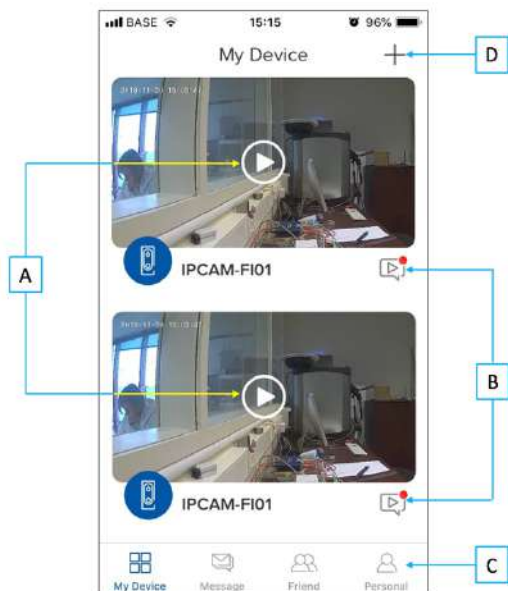 BASE 15:15 96%
My Device
D
A
IPCAM-FI01
B
IPCAM-FI01
C
My Device Message Friend Personal